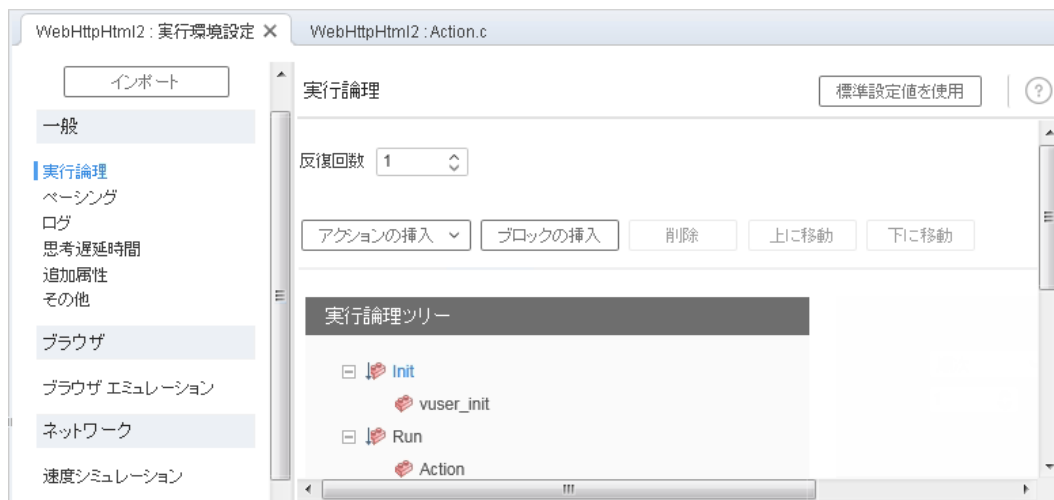 WebHttpHtml2 : 実行環境設定
WebHttpHtml2 : Action.c
インポート
一般
実行論理
ペーシング
ログ
思考遅延時間
追加属性
その他
ブラウザ
ブラウザ エミュレーション
ネットワーク
速度シミュレーション
実行論理
標準設定値を使用
?
反復回数 1
アクションの挿入 ブロックの挿入 削除 上に移動 下に移動
実行論理ツリー
Init
vuser_init
Run
Action